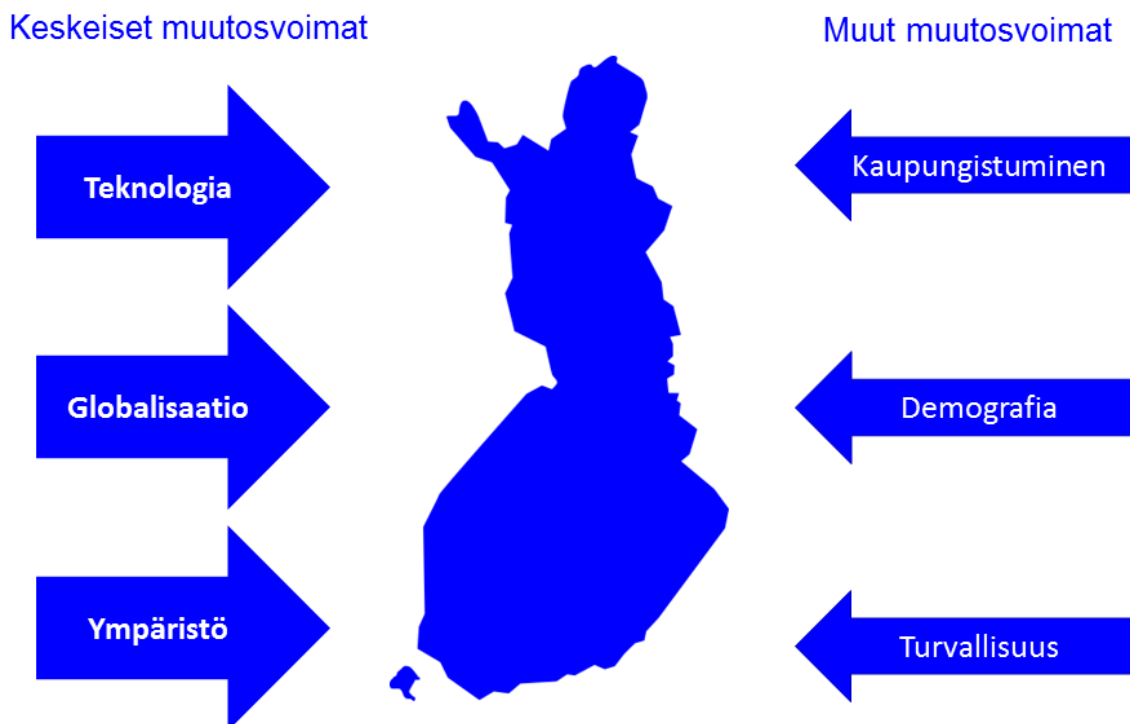 Keskeiset muutosvoimat
Muut muutosvoimat
Teknologia
Kaupungistuminen
Globalisaatio
Demografia
Ympäristö
Turvallisuus